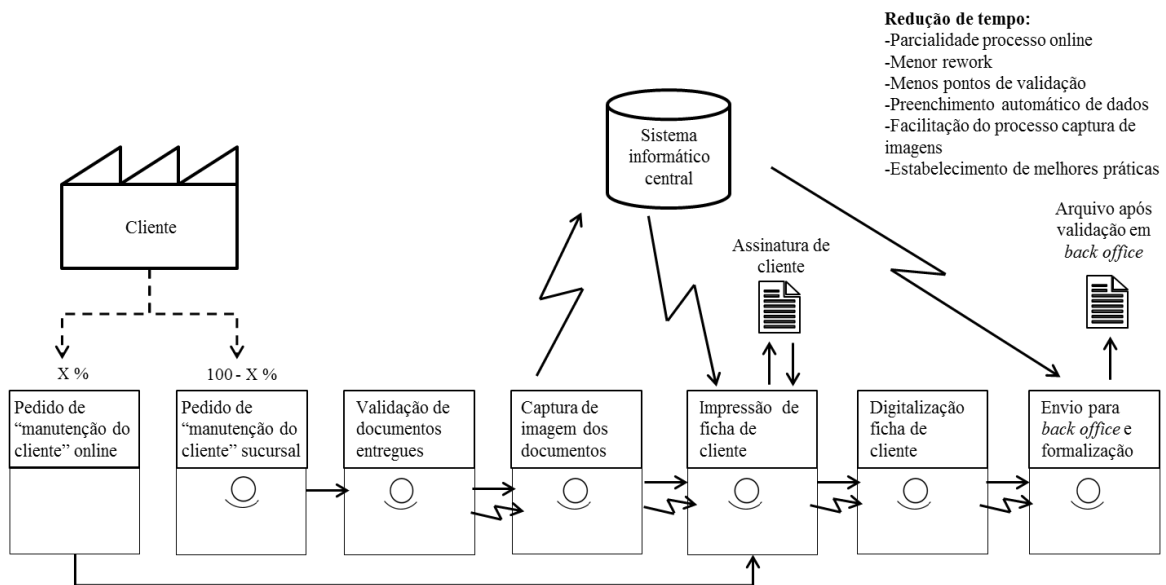 Redução de tempo:
-Parcialidade processo online
-Menor rework
-Menos pontos de validação
-Preenchimento automático de dados
-Facilitação do processo captura de
imagens
-Estabelecimento de melhores práticas
Sistema
informático
central
Cliente
Assinatura de
cliente
Arquivo após
validação em
back office
X %
100 - X %
Pedido de
“manutenção do
cliente” online
Pedido de
“manutenção do
cliente” sucursal
Validação de
documentos
entregues
Captura de
imagem dos
documentos
Impressão de
ficha de
cliente
Digitalização
ficha de
cliente
Envio para
back office e
formalização